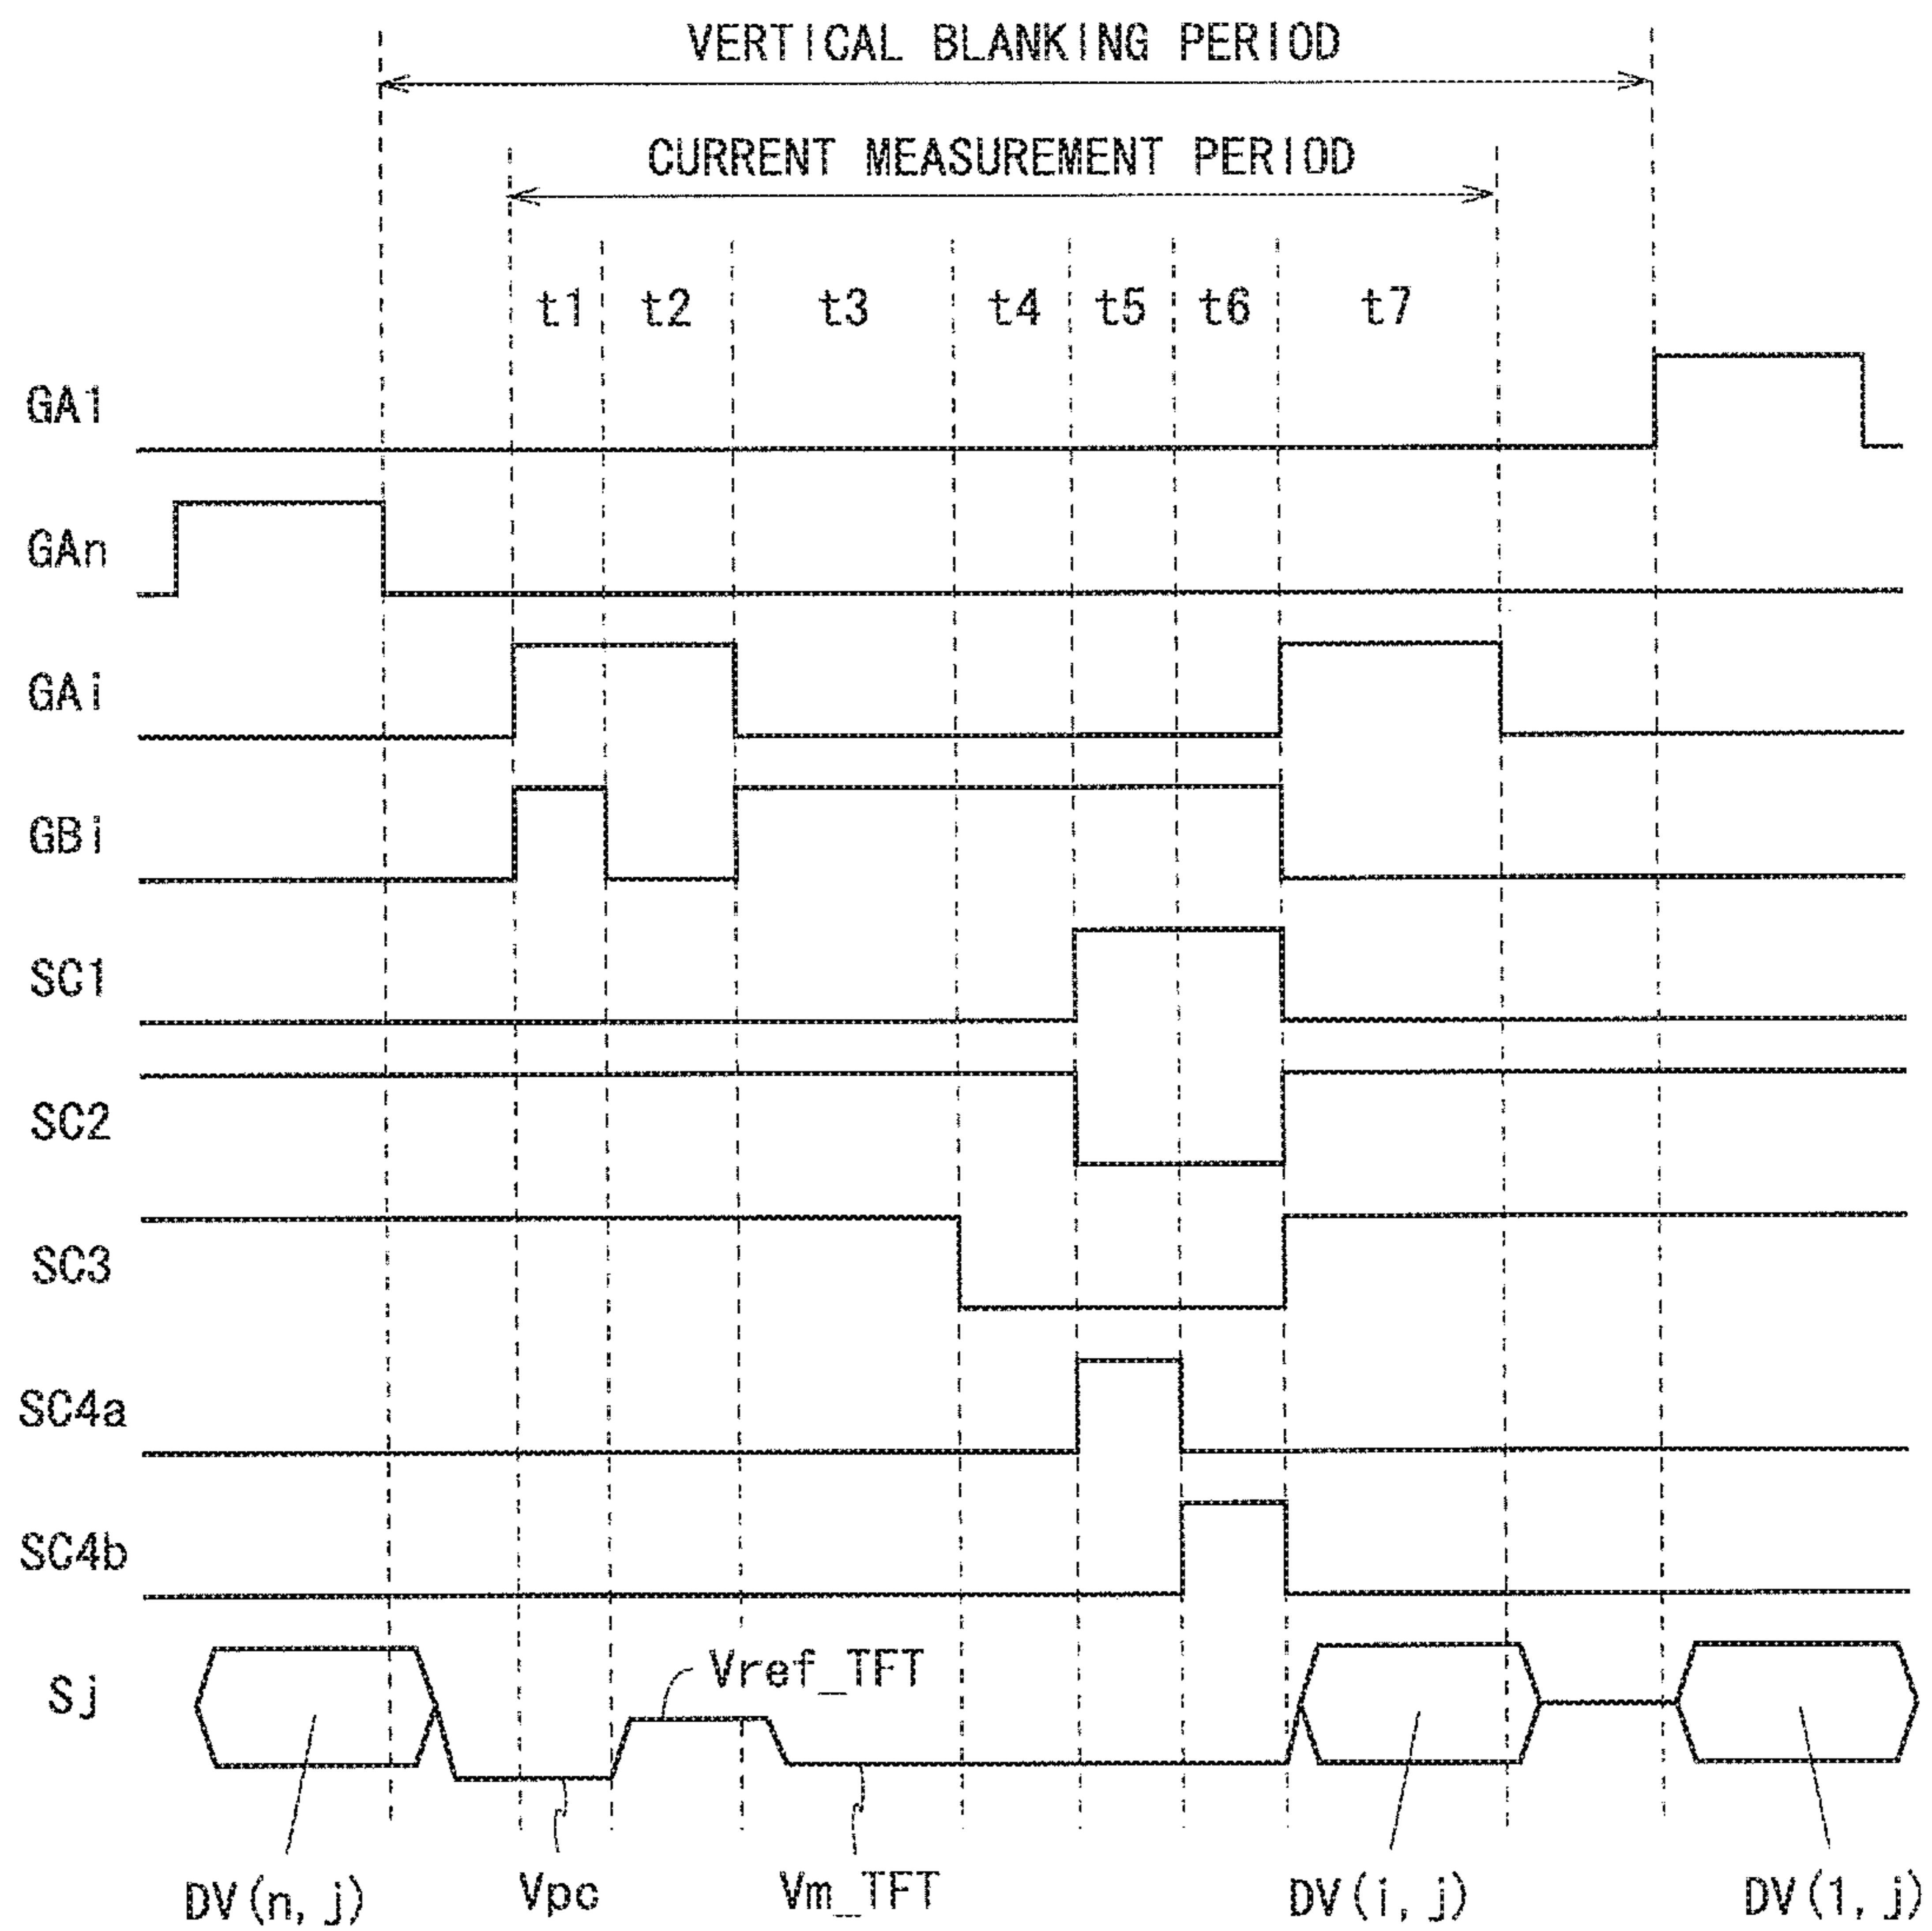 VERTICAL BLANKING PERIOD
CURRENT MEASUREMENT PERIOD
t1 t2 t3 t4 t5 t6 t7
GA1
GAn
GAi
GBi
SC1
SC2
SC3
SC4a
SC4b
Sj
Vref_TFT
DV(n, j) Vpc Vm_TFT DV(i, j) DV(1, j)